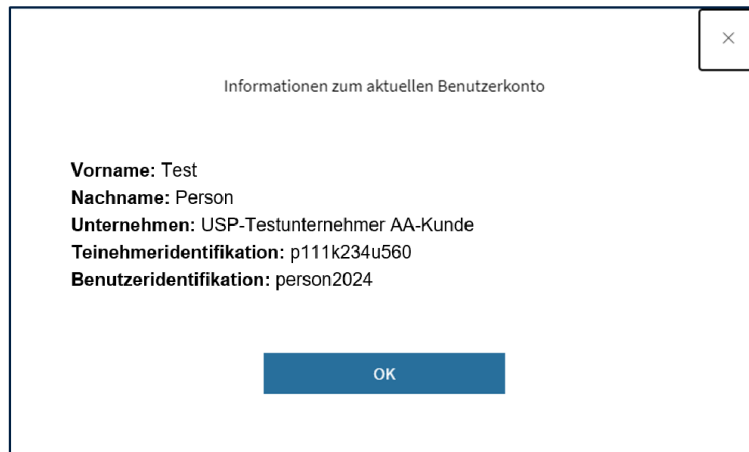 Informationen zum aktuellen Benutzerkonto
Vorname: Test
Nachname: Person
Unternehmen: USP-Testunternehmer AA-Kunde
Teinehmeridentifikation: p111k234u560
Benutzeridentifikation: person2024
OK